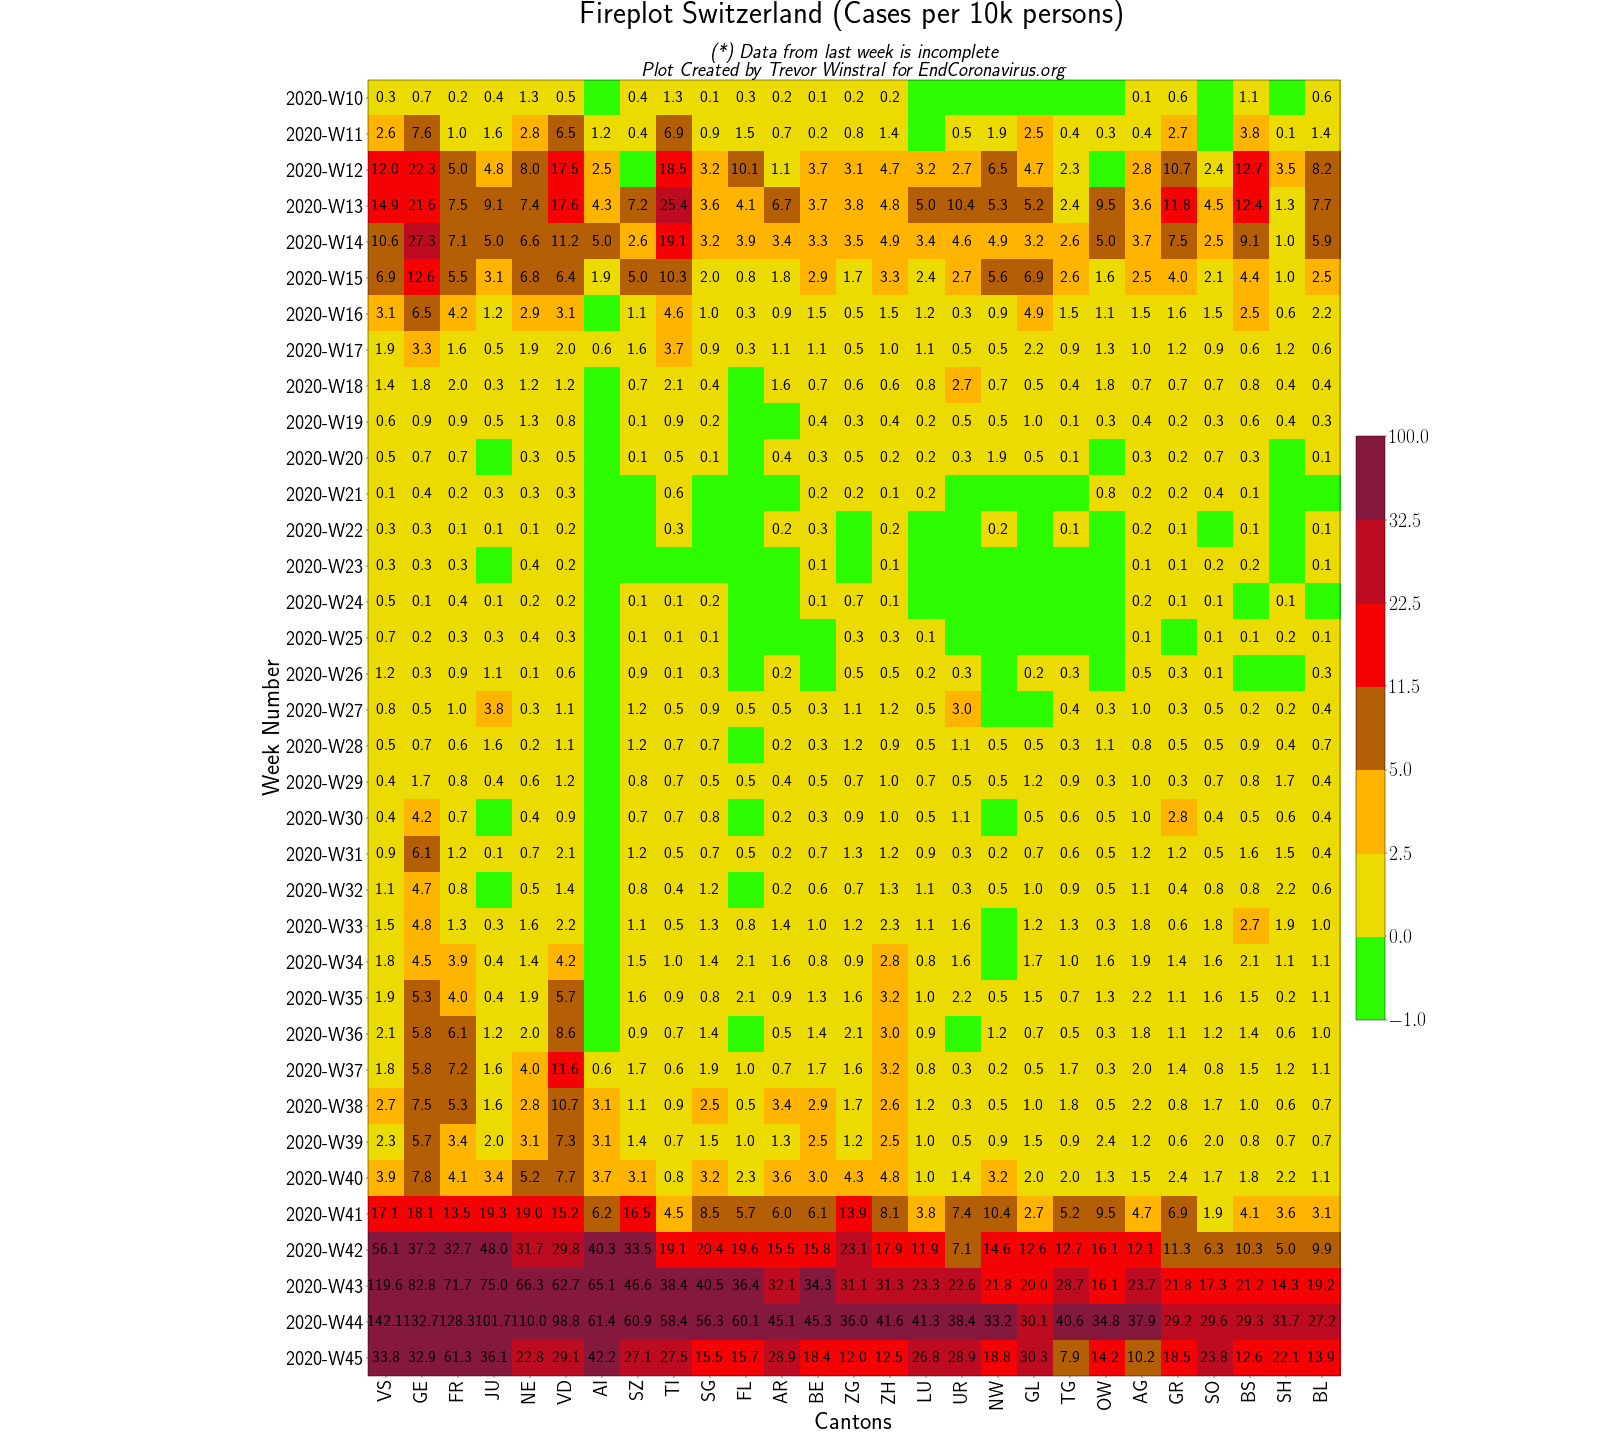 Fireplot Switzerland (Cases per 10k persons)
(*) Data from last week is incomplete
Plot Created by Trevor Winstral for EndCoronavirus.org
2020-W10 0.3 0.7 0.2 0.4 1.3 0.5 0.4 1.3 0.1 0.3 0.2 0.1 0.2 0.2 0.1 0.6 1.1 0.6
2020-W11 2.6 7.6 1.0 1.6 2.8 6.5 1.2 0.4 6.9 0.9 1.5 0.7 0.2 0.8 1.4 0.5 1.9 2.5 0.4 0.3 0.4 2.7 3.8 0.1 1.4
2020-W12 12.0 22.3 5.0 4.8 8.0 17.5 2.5 18.5 3.2 10.1 1.1 3.7 3.1 4.7 3.2 2.7 6.5 4.7 2.3 2.8 10.7 2.4 12.7 3.5 8.2
2020-W13 14.9 21.6 7.5 9.1 7.4 17.6 4.3 7.2 25.4 3.6 4.1 6.7 3.7 3.8 4.8 5.0 10.4 5.3 5.2 2.4 9.5 3.6 11.8 4.5 12.4 1.3 7.7
2020-W14 10.6 27.3 7.1 5.0 6.6 11.2 5.0 2.6 19.1 3.2 3.9 3.4 3.3 3.5 4.9 3.4 4.6 4.9 3.2 2.6 5.0 3.7 7.5 2.5 9.1 1.0 5.9
2020-W15 6.9 12.6 5.5 3.1 6.8 6.4 1.9 5.0 10.3 2.0 0.8 1.8 2.9 1.7 3.3 2.4 2.7 5.6 6.9 2.6 1.6 2.5 4.0 2.1 4.4 1.0 2.5
2020-W16 3.1 6.5 4.2 1.2 2.9 3.1 1.1 4.6 1.0 0.3 0.9 1.5 0.5 1.5 1.2 0.3 0.9 4.9 1.5 1.1 1.5 1.6 1.5 2.5 0.6 2.2
2020-W17 1.9 3.3 1.6 0.5 1.9 2.0 0.6 1.6 3.7 0.9 0.3 1.1 1.1 0.5 1.0 1.1 0.5 0.5 2.2 0.9 1.3 1.0 1.2 0.9 0.6 1.2 0.6
2020-W18 1.4 1.8 2.0 0.3 1.2 1.2 0.7 2.1 0.4 1.6 0.7 0.6 0.6 0.8 2.7 0.7 0.5 0.4 1.8 0.7 0.7 0.7 0.8 0.4 0.4
2020-W19 0.6 0.9 0.9 0.5 1.3 0.8 0.1 0.9 0.2 0.4 0.3 0.4 0.2 0.5 0.5 1.0 0.1 0.3 0.4 0.2 0.3 0.6 0.4 0.3
2020-W20 0.5 0.7 0.7 0.3 0.5 0.1 0.5 0.1 0.4 0.3 0.5 0.2 0.2 0.3 1.9 0.5 0.1 0.3 0.2 0.7 0.3 0.1
2020-W21 0.1 0.4 0.2 0.3 0.3 0.3 0.6 0.2 0.2 0.1 0.2 0.8 0.2 0.2 0.4 0.1
2020-W22 0.3 0.3 0.1 0.1 0.1 0.2 0.3 0.2 0.3 0.2 0.2 0.1 0.2 0.1 0.1 0.1
2020-W23 0.3 0.3 0.3 0.4 0.2 0.1 0.1 0.1 0.1 0.2 0.2 0.1
2020-W24 0.5 0.1 0.4 0.1 0.2 0.2 0.1 0.1 0.2 0.1 0.7 0.1 0.2 0.1 0.1 0.1
2020-W25 0.7 0.2 0.3 0.3 0.4 0.3 0.1 0.1 0.1 0.3 0.3 0.1 0.1 0.1 0.1 0.2 0.1
2020-W26 1.2 0.3 0.9 1.1 0.1 0.6 0.9 0.1 0.3 0.2 0.5 0.5 0.2 0.3 0.2 0.3 0.5 0.3 0.1 0.3
2020-W27 0.8 0.5 1.0 3.8 0.3 1.1 1.2 0.5 0.9 0.5 0.5 0.3 1.1 1.2 0.5 3.0 0.4 0.3 1.0 0.3 0.5 0.2 0.2 0.4
2020-W28 0.5 0.7 0.6 1.6 0.2 1.1 1.2 0.7 0.7 0.2 0.3 1.2 0.9 0.5 1.1 0.5 0.5 0.3 1.1 0.8 0.5 0.5 0.9 0.4 0.7
2020-W29 0.4 1.7 0.8 0.4 0.6 1.2 0.8 0.7 0.5 0.5 0.4 0.5 0.7 1.0 0.7 0.5 0.5 1.2 0.9 0.3 1.0 0.3 0.7 0.8 1.7 0.4
2020-W30 0.4 4.2 0.7 0.4 0.9 0.7 0.7 0.8 0.2 0.3 0.9 1.0 0.5 1.1 0.5 0.6 0.5 1.0 2.8 0.4 0.5 0.6 0.4
2020-W31 0.9 6.1 1.2 0.1 0.7 2.1 1.2 0.5 0.7 0.5 0.2 0.7 1.3 1.2 0.9 0.3 0.2 0.7 0.6 0.5 1.2 1.2 0.5 1.6 1.5 0.4
2020-W32 1.1 4.7 0.8 0.5 1.4 0.8 0.4 1.2 0.2 0.6 0.7 1.3 1.1 0.3 0.5 1.0 0.9 0.5 1.1 0.4 0.8 0.8 2.2 0.6
2020-W33 1.5 4.8 1.3 0.3 1.6 2.2 1.1 0.5 1.3 0.8 1.4 1.0 1.2 2.3 1.1 1.6 1.2 1.3 0.3 1.8 0.6 1.8 2.7 1.9 1.0
2020-W34 1.8 4.5 3.9 0.4 1.4 4.2 1.5 1.0 1.4 2.1 1.6 0.8 0.9 2.8 0.8 1.6 1.7 1.0 1.6 1.9 1.4 1.6 2.1 1.1 1.1
2020-W35 1.9 5.3 4.0 0.4 1.9 5.7 1.6 0.9 0.8 2.1 0.9 1.3 1.6 3.2 1.0 2.2 0.5 1.5 0.7 1.3 2.2 1.1 1.6 1.5 0.2 1.1
2020-W36 2.1 5.8 6.1 1.2 2.0 8.6 0.9 0.7 1.4 0.5 1.4 2.1 3.0 0.9 1.2 0.7 0.5 0.3 1.8 1.1 1.2 1.4 0.6 1.0
2020-W37 1.8 5.8 7.2 1.6 4.0 11.6 0.6 1.7 0.6 1.9 1.0 0.7 1.7 1.6 3.2 0.8 0.3 0.2 0.5 1.7 0.3 2.0 1.4 0.8 1.5 1.2 1.1
2020-W38 2.7 7.5 5.3 1.6 2.8 10.7 3.1 1.1 0.9 2.5 0.5 3.4 2.9 1.7 2.6 1.2 0.3 0.5 1.0 1.8 0.5 2.2 0.8 1.7 1.0 0.6 0.7
2020-W39 2.3 5.7 3.4 2.0 3.1 7.3 3.1 1.4 0.7 1.5 1.0 1.3 2.5 1.2 2.5 1.0 0.5 0.9 1.5 0.9 2.4 1.2 0.6 2.0 0.8 0.7 0.7
2020-W40 3.9 7.8 4.1 3.4 5.2 7.7 3.7 3.1 0.8 3.2 2.3 3.6 3.0 4.3 4.8 1.0 1.4 3.2 2.0 2.0 1.3 1.5 2.4 1.7 1.8 2.2 1.1
2020-W41 17.1 18.1 13.5 19.3 19.0 15.2 6.2 16.5 4.5 8.5 5.7 6.0 6.1 13.9 8.1 3.8 7.4 10.4 2.7 5.2 9.5 4.7 6.9 1.9 4.1 3.6 3.1
2020-W42 56.1 37.2 32.7 48.0 31.7 29.8 40.3 33.5 19.1 20.4 19.6 15.5 15.8 23.1 17.9 11.9 7.1 14.6 12.6 12.7 16.1 12.1 11.3 6.3 10.3 5.0 9.9
2020-W43 119.6 82.8 71.7 75.0 66.3 62.7 65.1 46.6 38.4 40.5 36.4 32.1 34.3 31.1 31.3 23.3 22.6 21.8 20.0 28.7 16.1 23.7 21.8 17.3 21.2 14.3 19.2
2020-W44 142.1 132.7 128.3 101.7 110.0 98.8 61.4 60.9 58.4 56.3 60.1 45.1 45.3 36.0 41.6 41.3 38.4 33.2 30.1 40.6 34.8 37.9 29.2 29.6 29.3 31.7 27.2
2020-W45 33.8 32.9 61.3 36.1 22.8 29.1 42.2 27.1 27.5 15.5 15.7 28.9 18.4 12.0 12.5 26.8 28.9 18.8 30.3 7.9 14.2 10.2 18.5 23.8 12.6 22.1 13.9
VS GE FR JU NE VD AI SZ TI SG FL AR BE ZG ZH LU UR NW GL TG OW AG GR SO BS SH BL
Cantons
Week Number
100.0
32.5
22.5
11.5
5.0
2.5
0.0
−1.0